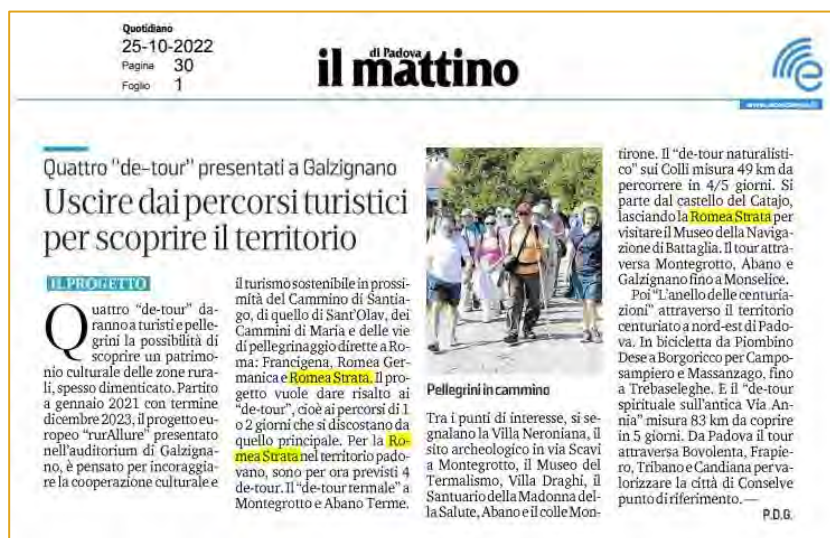 Quotidiano
25-10-2022
Pagina 30
Foglio 1
di Padova
il mattino
Quattro "de-tour" presentati a Galzignano
Uscire dai percorsi turistici
per scoprire il territorio
IL PROGETTO
Quattro "de-tour" da-
ranno a turisti e pelle-
grini la possibilità di
scoprire un patrimo-
nio culturale delle zone rura-
li, spesso dimenticato. Partito
a gennaio 2021 con termine
dicembre 2023, il progetto eu-
ropeo "rurAllure" presentato
nell'auditorium di Galzigna-
no, è pensato per incoraggia-
re la cooperazione culturale e
il turismo sostenibile in prossi-
mità del Cammino di Santia-
go, di quello di Sant'Olav, dei
Cammini di Maria e delle vie
di pellegrinaggio dirette a Ro-
ma: Francigena, Romea Ger-
manica e Romea Strata. Il pro-
getto vuole dare risalto ai
"de-tour", cioè ai percorsi di 1
o 2 giorni che si discostano da
quello principale. Per la Ro-
mea Strata nel territorio pado-
vano, sono per ora previsti 4
de-tour. Il "de-tour termale" a
Montegrotto e Abano Terme.
Pellegrini in cammino
Tra i punti di interesse, si se-
gnalano la Villa Neroniana, il
sito archeologico in via Scavi
a Montegrotto, il Museo del
Termalismo, Villa Draghi, il
Santuario della Madonna del-
la Salute, Abano e il colle Mon-
tirone. Il "de-tour naturalisti-
co" sui Colli misura 49 km da
percorrere in 4/5 giorni. Si
parte dal castello del Catajo,
lasciando la Romea Strata per
visitare il Museo della Naviga-
zione di Battaglia. Il tour attra-
versa Montegrotto, Abano e
Galzignano fino a Monselice.
Poi "L'anello delle centuria-
zioni" attraverso il territorio
centuriato a nord-est di Pado-
va. In bicicletta da Piombino
Dese a Borgoricco per Campo-
sampiero e Massanzago, fino
a Trebaseleghe. E il "de-tour
spirituale sull'antica Via An-
nia" misura 83 km da coprire
in 5 giorni. Da Padova il tour
attraversa Bovolenta, Frapie-
ro, Tribano e Candiana per va-
lorizzare la città di Conselve
punto di riferimento.—
P.D.G.